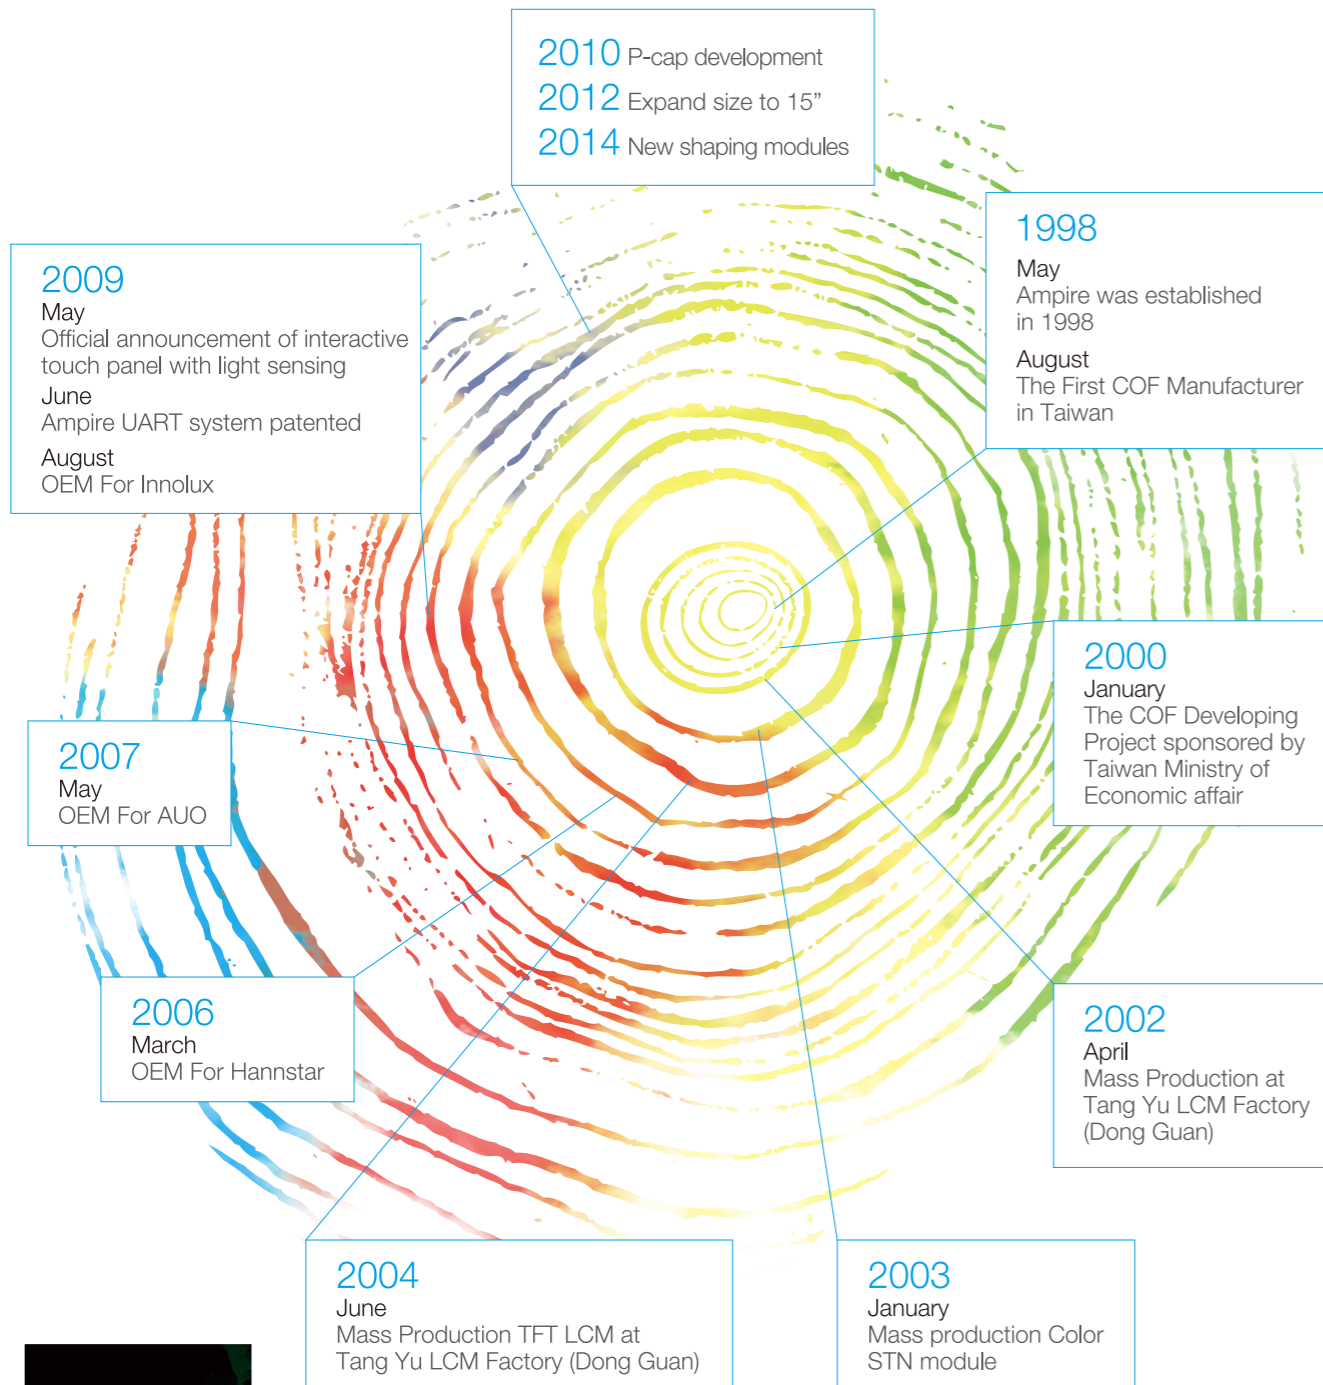 2010 P-cap development
2012 Expand size to 15”
2014 New shaping modules
1998
May
Ampire was established
in 1998
August
The First COF Manufacturer
in Taiwan
2000
January
The COF Developing
Project sponsored by
Taiwan Ministry of
Economic affair
2002
April
Mass Production at
Tang Yu LCM Factory
(Dong Guan)
2003
January
Mass production Color
STN module
2004
June
Mass Production TFT LCM at
Tang Yu LCM Factory (Dong Guan)
2006
March
OEM For Hannstar
2007
May
OEM For AUO
2009
May
Official announcement of interactive
touch panel with light sensing
June
Ampire UART system patented
August
OEM For Innolux